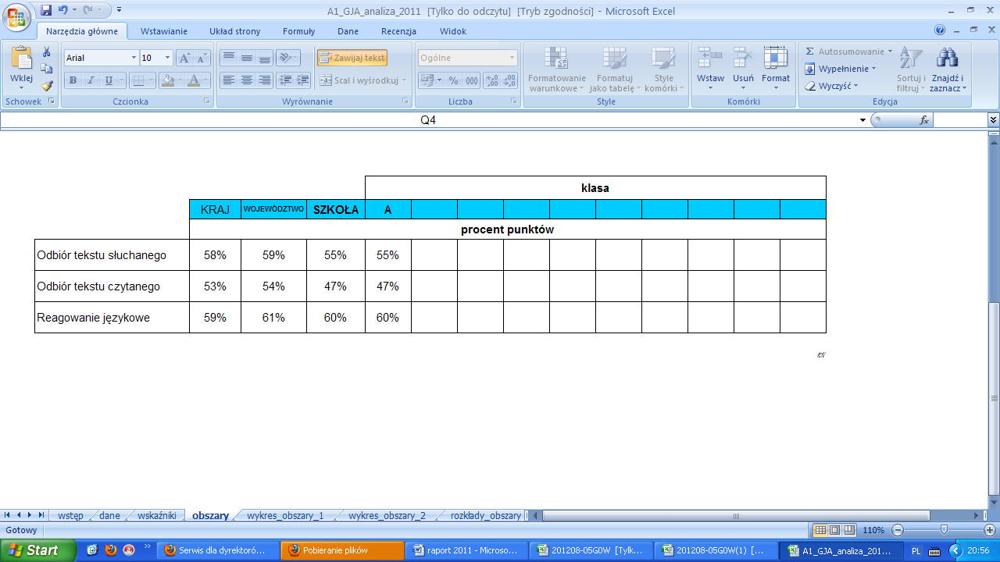 A1_GJA_analiza_2011 [Tylko do odczytu] [Tryb zgodności] - Microsoft Excel
Narzędzia główne Wstawianie Układ strony Formuły Dane Recenzja Widok
Wklej
Arial 10
Zawijaj tekst
Ogólne
Scal i wyśrodkuj
% 000
Formatowanie warunkowe
Formatuj jako tabelę
Style komórki
Wstaw Usuń Format
Σ Autosumowanie
Wypełnienie
Wyczyść
Sortuj i filtruj
Znajdź i zaznacz
Schowek Czcionka Wyrównanie Liczba Style Komórki Edycja
Q4 fx
klasa
KRAJ WOJEWÓDZTWO SZKOŁA A
procent punktów
Odbiór tekstu słuchanego 58% 59% 55% 55%
Odbiór tekstu czytanego 53% 54% 47% 47%
Reagowanie językowe 59% 61% 60% 60%
wstęp dane wskaźniki obszary wykres_obszary_1 wykres_obszary_2 rozkłady_obszary
Gotowy 110%
Start Serwis dla dyrektoró... Pobieranie plików raport 2011 - Microso... 201208-05G0W [Tylk... 201208-05G0W(1) [... A1_GJA_analiza_201... PL 20:56